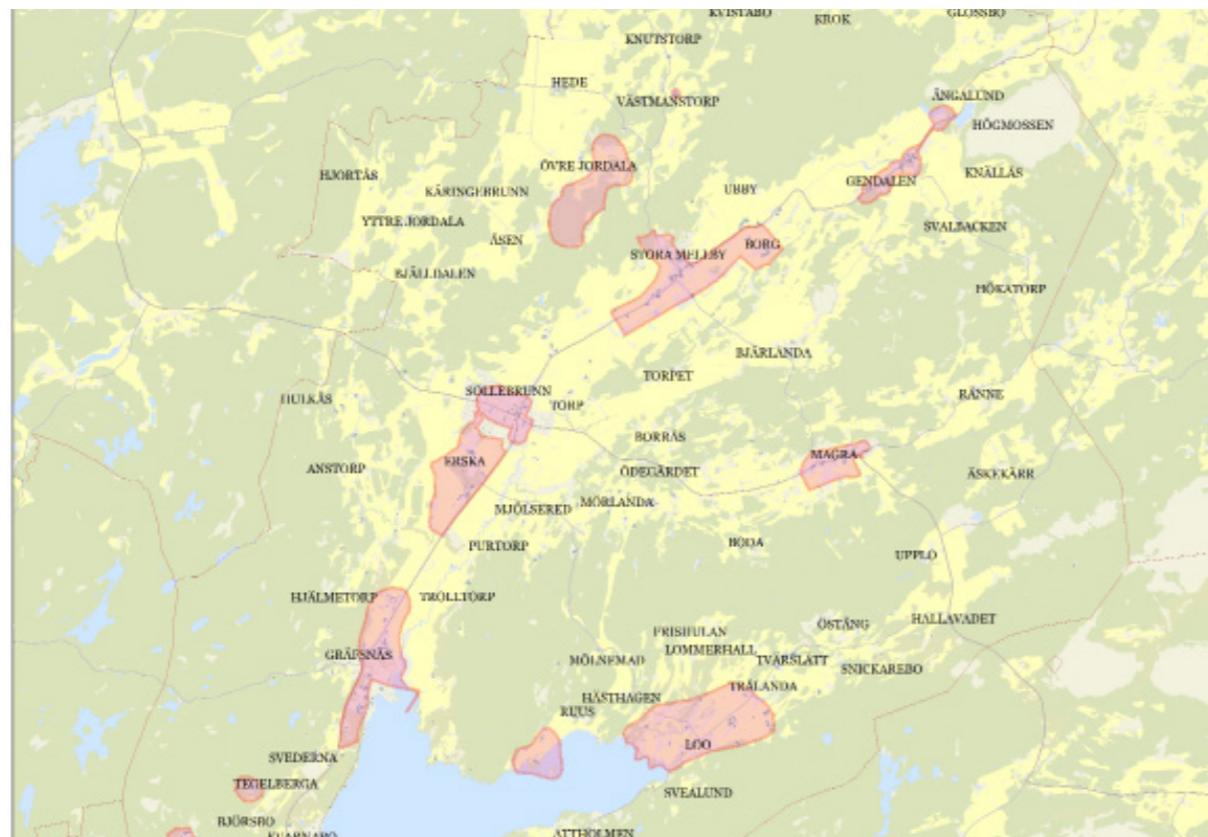 KVISTABO
KROK
GLOSSBO
KNUTSTORP
HEDE
VÄSTMANSTORP
ÄNGALUND
HÖGMOSSEN
ÖVRE JORDALA
HJORTÅS
KÄRINGEBRUNN
UBBY
GENDALEN
KNÄLLÅS
YTTRE JORDALA
ÅSEN
SVALBACKEN
BORG
STORA MELLBY
BJÄLLDALEN
HÖKATORP
BJÄRLANDA
TORPET
SOLLEBRUNN
HULKÅS
TORP
RÄNNE
BORRÅS
ERSKA
MAGRA
ANSTORP
ÖDEGÄRDET
ÄSKEKÄRR
MJÖLSERED
MÖRLANDA
PURTORP
BODA
UPPLO
HJÄLMETORP
TROLLTORP
HALLAVADET
ÖSTÄNG
FRISHULAN
LOMMERHALL
GRÄFSNÄS
MÖLNEMAD
TVÄRSLÄTT
SNICKAREBO
TRÄLANDA
HÄSTHAGEN
RUUS
LOO
SVEDERNA
TEGELBERGA
SVEALUND
BJÖRSBO
KVARNABO
ATTHOLMEN